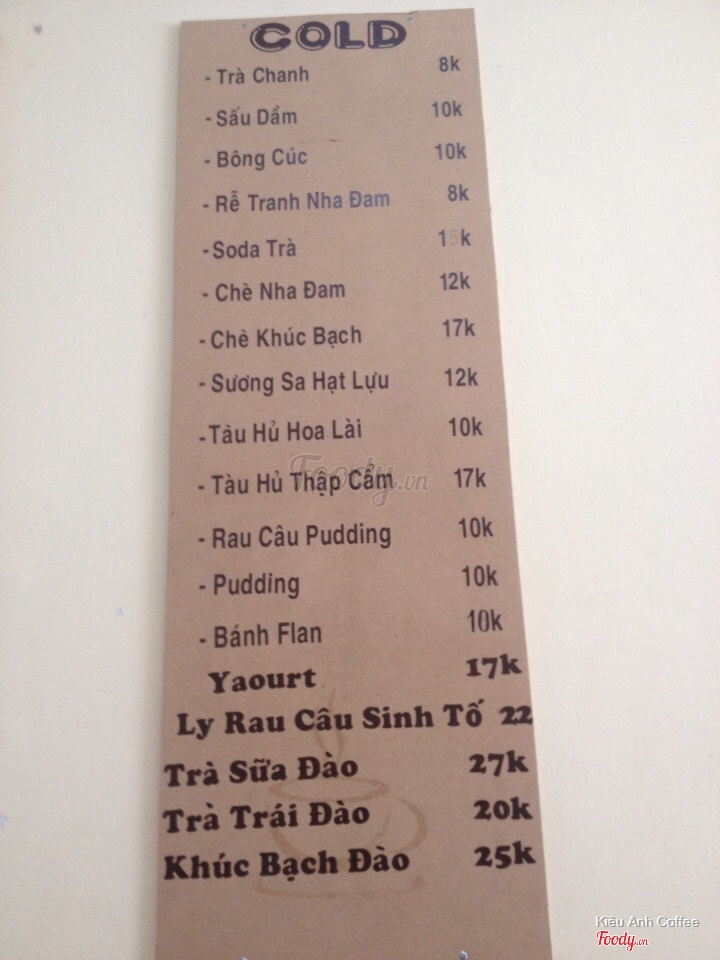 COLD
- Trà Chanh 8k
- Sấu Dầm 10k
- Bông Cúc 10k
- Rễ Tranh Nha Đam 8k
- Soda Trà 15k
- Chè Nha Đam 12k
- Chè Khúc Bạch 17k
- Sương Sa Hạt Lựu 12k
- Tàu Hủ Hoa Lài 10k
- Tàu Hủ Thập Cẩm 17k
Foody.vn
- Rau Câu Pudding 10k
- Pudding 10k
- Bánh Flan 10k
Yaourt 17k
Ly Rau Câu Sinh Tố 22
Trà Sữa Đào 27k
Trà Trái Đào 20k
Khúc Bạch Đào 25k
Kiều Anh Coffee
Foody.vn